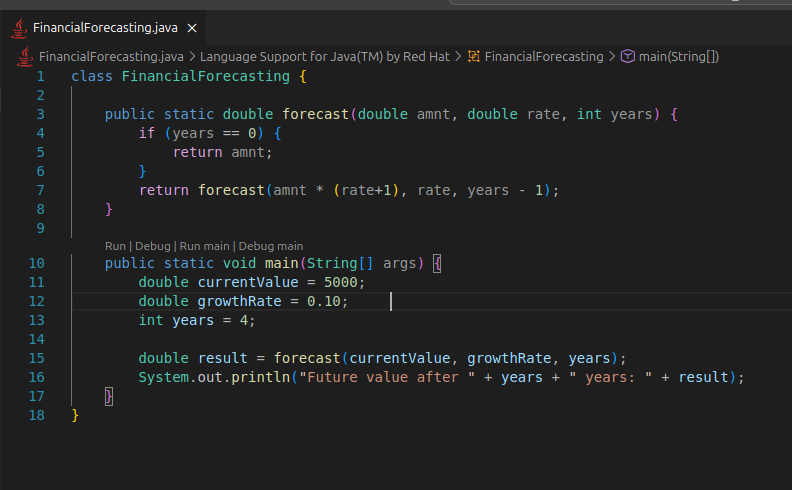 FinancialForecasting.java ×
FinancialForecasting.java > Language Support for Java(TM) by Red Hat > FinancialForecasting > main(String[])
1 class FinancialForecasting {
2
3     public static double forecast(double amnt, double rate, int years) {
4         if (years == 0) {
5             return amnt;
6         }
7         return forecast(amnt * (rate+1), rate, years - 1);
8     }
9
Run | Debug | Run main | Debug main
10     public static void main(String[] args) {
11         double currentValue = 5000;
12         double growthRate = 0.10;
13         int years = 4;
14
15         double result = forecast(currentValue, growthRate, years);
16         System.out.println("Future value after " + years + " years: " + result);
17     }
18 }